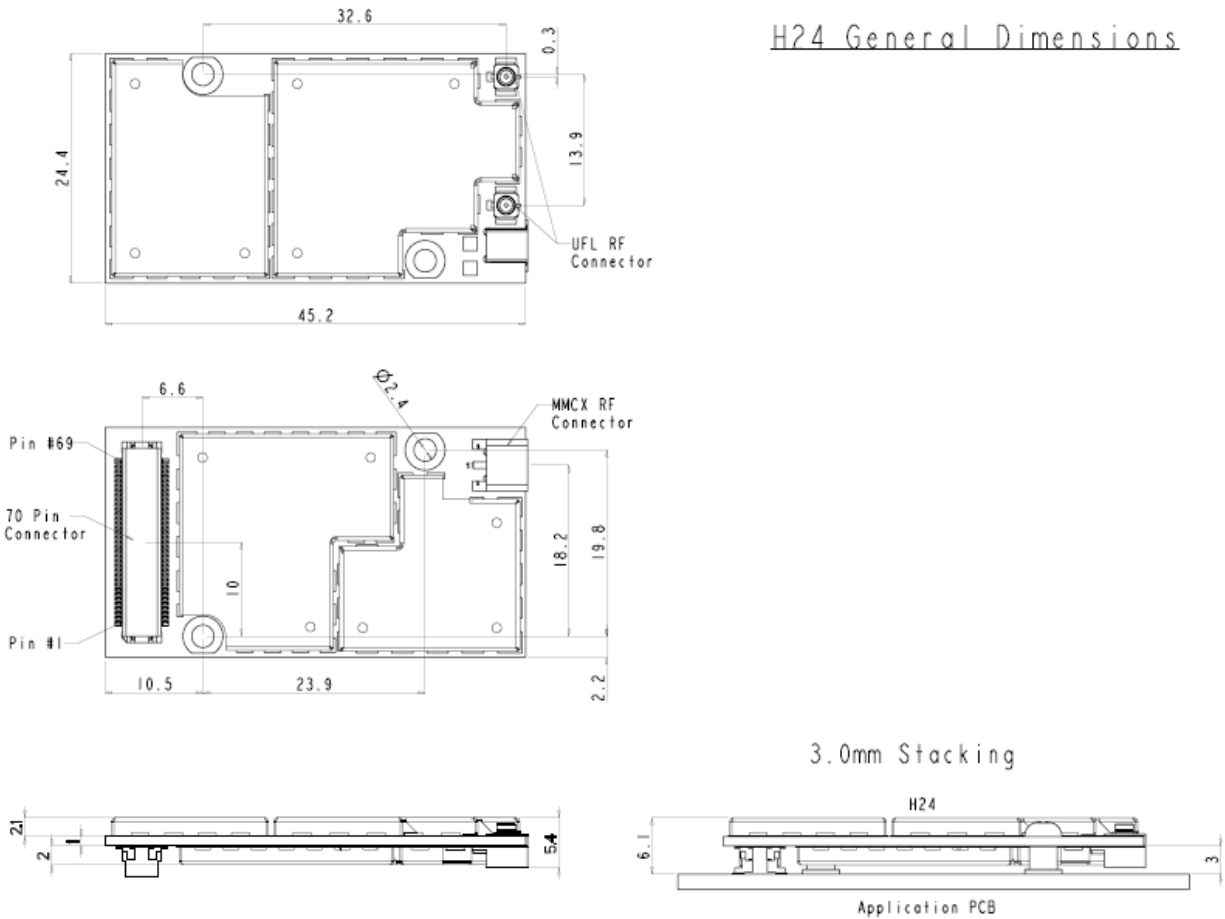 H24 General Dimensions
32.6
0.3
24.4
13.9
UFL RF
Connector
45.2
6.6
Ø2.4
MMCX RF
Connector
Pin #69
70 Pin
Connector
10
18.2
19.8
Pin #1
10.5
23.9
2.2
3.0mm Stacking
H24
2.1
1
2
5.4
6.1
3
Application PCB